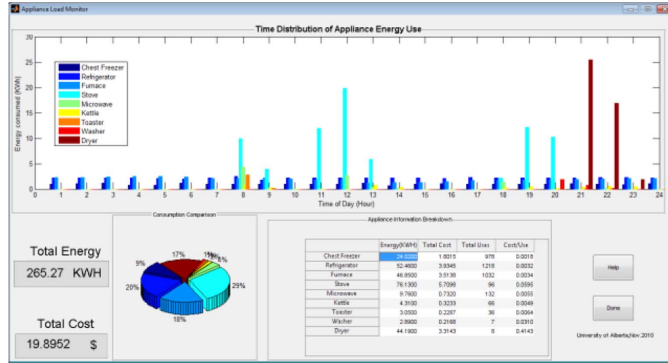 Appliance Load Monitor
Time Distribution of Appliance Energy Use
30
25
20
15
10
5
0
Energy consumed (KWh)
Chest Freezer
Refrigerator
Furnace
Stove
Microwave
Kettle
Toaster
Washer
Dryer
0 1 2 3 4 5 6 7 8 9 10 11 12 13 14 15 16 17 18 19 20 21 22 23 24
Time of Day (Hour)
Total Energy
265.27 KWH
Total Cost
19.8952 $
Consumption Comparison
9%
17%
20%
18%
29%
Appliance Information Breakdown
Energy(KWH) Total Cost Total Uses Cost/Use
Chest Freezer 24.0200 1.8015 978 0.0018
Refrigerator 52.4600 3.9345 1218 0.0032
Furnace 46.8500 3.5138 1032 0.0034
Stove 76.1300 5.7098 96 0.0595
Microwave 9.7600 0.7320 132 0.0055
Kettle 4.3100 0.3233 66 0.0049
Toaster 3.0500 0.2287 36 0.0064
Washer 2.8900 0.2168 7 0.0310
Dryer 44.1900 3.3143 8 0.4143
Help
Done
University of Alberta,Nov.2010